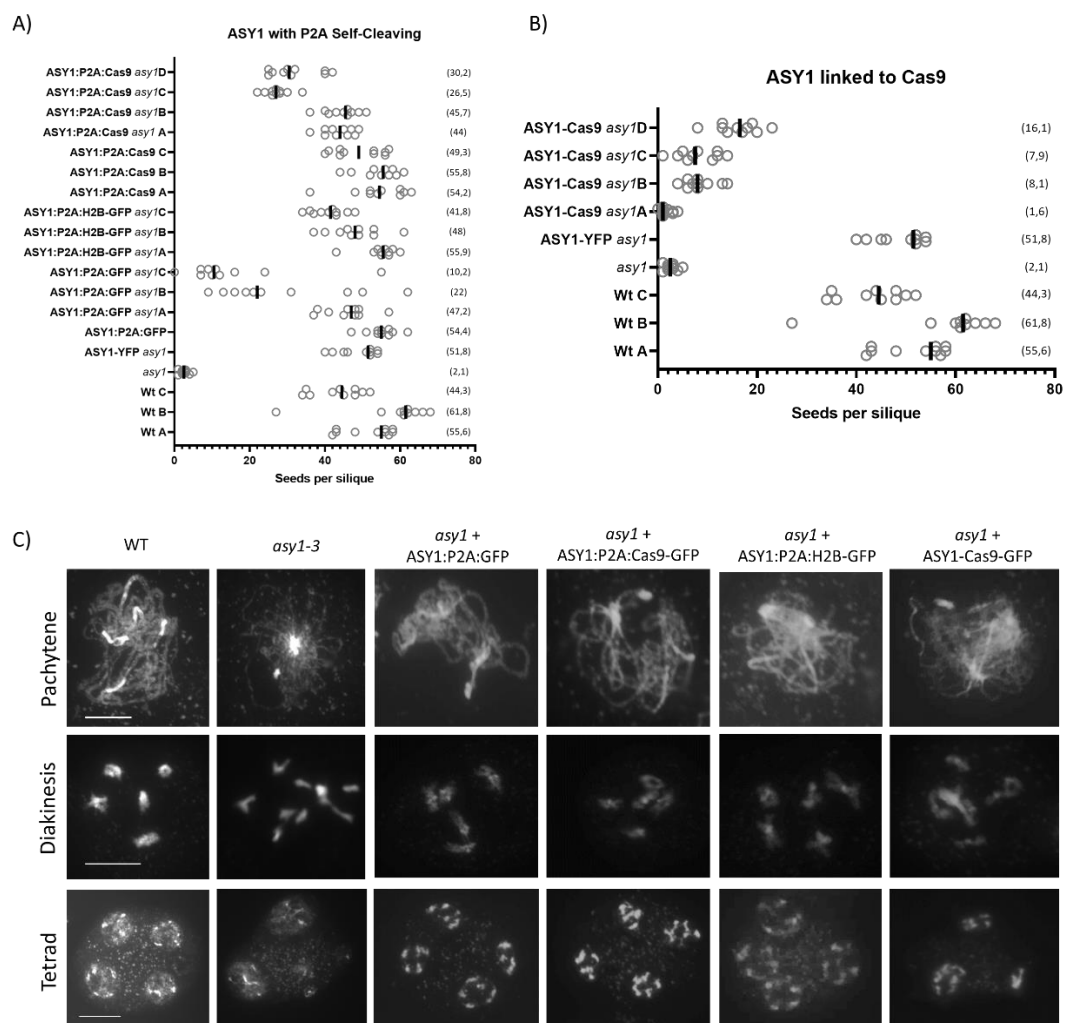 A)
ASY1 with P2A Self-Cleaving
ASY1:P2A:Cas9 asy1D (30,2)
ASY1:P2A:Cas9 asy1C (26,5)
ASY1:P2A:Cas9 asy1B (45,7)
ASY1:P2A:Cas9 asy1 A (44)
ASY1:P2A:Cas9 C (49,3)
ASY1:P2A:Cas9 B (55,8)
ASY1:P2A:Cas9 A (54,2)
ASY1:P2A:H2B-GFP asy1C (41,8)
ASY1:P2A:H2B-GFP asy1B (48)
ASY1:P2A:H2B-GFP asy1A (55,9)
ASY1:P2A:GFP asy1C (10,2)
ASY1:P2A:GFP asy1B (22)
ASY1:P2A:GFP asy1A (47,2)
ASY1:P2A:GFP (54,4)
ASY1-YFP asy1 (51,8)
asy1 (2,1)
Wt C (44,3)
Wt B (61,8)
Wt A (55,6)
0 20 40 60 80
Seeds per silique
B)
ASY1 linked to Cas9
ASY1-Cas9 asy1D (16,1)
ASY1-Cas9 asy1C (7,9)
ASY1-Cas9 asy1B (8,1)
ASY1-Cas9 asy1A (1,6)
ASY1-YFP asy1 (51,8)
asy1 (2,1)
Wt C (44,3)
Wt B (61,8)
Wt A (55,6)
0 20 40 60 80
Seeds per silique
C)
WT
asy1-3
asy1 +
ASY1:P2A:GFP
asy1 +
ASY1:P2A:Cas9-GFP
asy1 +
ASY1:P2A:H2B-GFP
asy1 +
ASY1-Cas9-GFP
Pachytene
Diakinesis
Tetrad